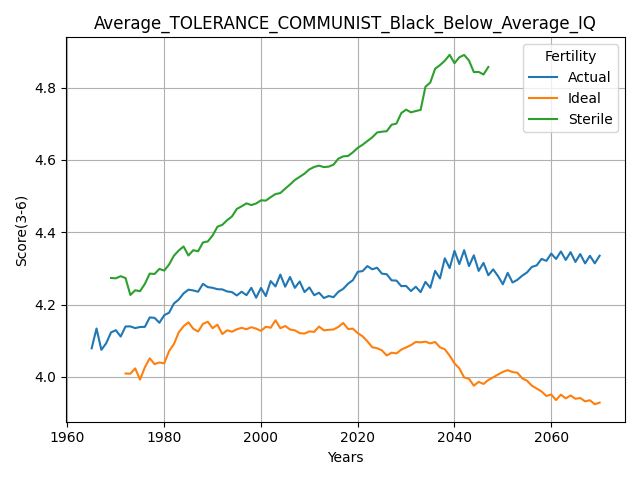 Average_TOLERANCE_COMMUNIST_Black_Below_Average_IQ
Fertility
Actual
Ideal
Sterile
Score(3-6)
4.8
4.6
4.4
4.2
4.0
1960
1980
2000
2020
2040
2060
Years